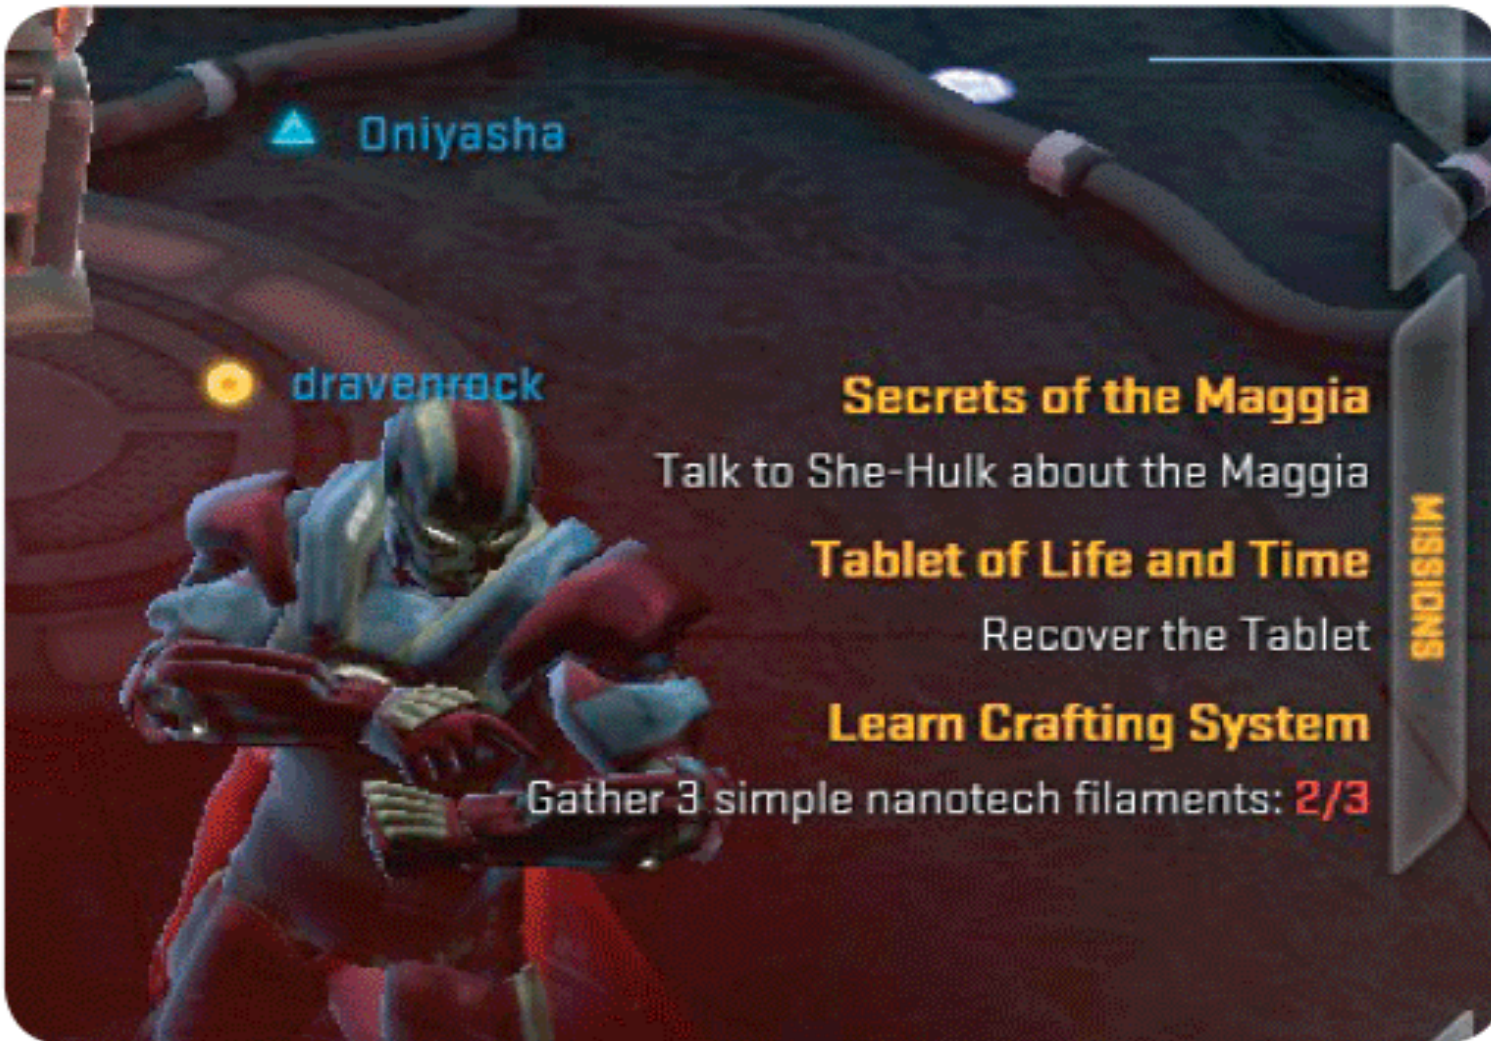 Oniyasha
dravenrock
Secrets of the Maggia
Talk to She-Hulk about the Maggia
Tablet of Life and Time
Recover the Tablet
Learn Crafting System
Gather 3 simple nanotech filaments: 2/3
MISSIONS